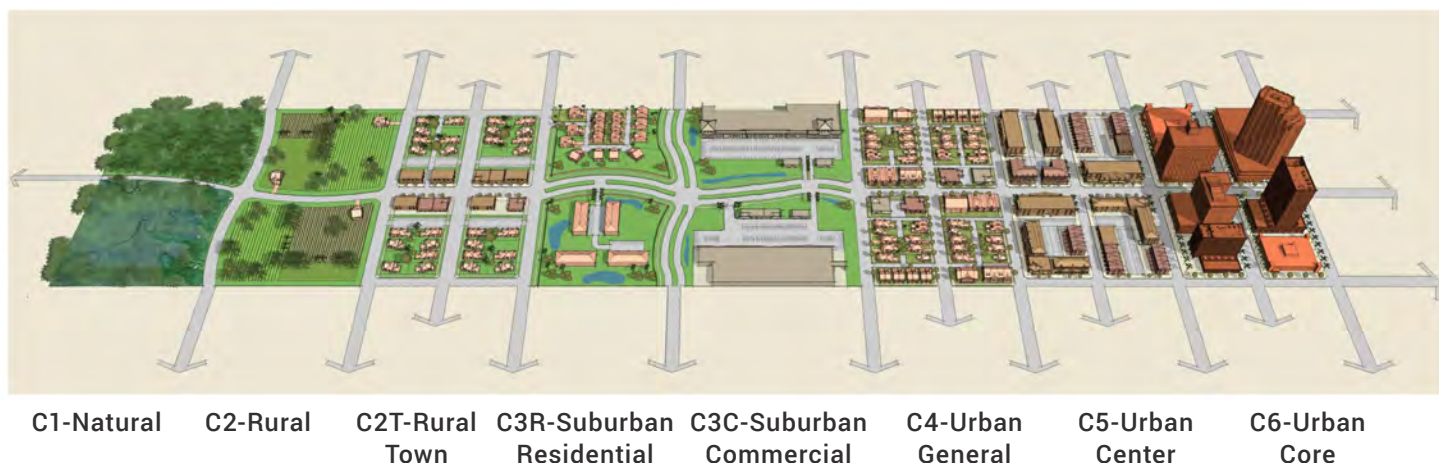 C1-Natural
C2-Rural
C2T-Rural
Town
C3R-Suburban
Residential
C3C-Suburban
Commercial
C4-Urban
General
C5-Urban
Center
C6-Urban
Core